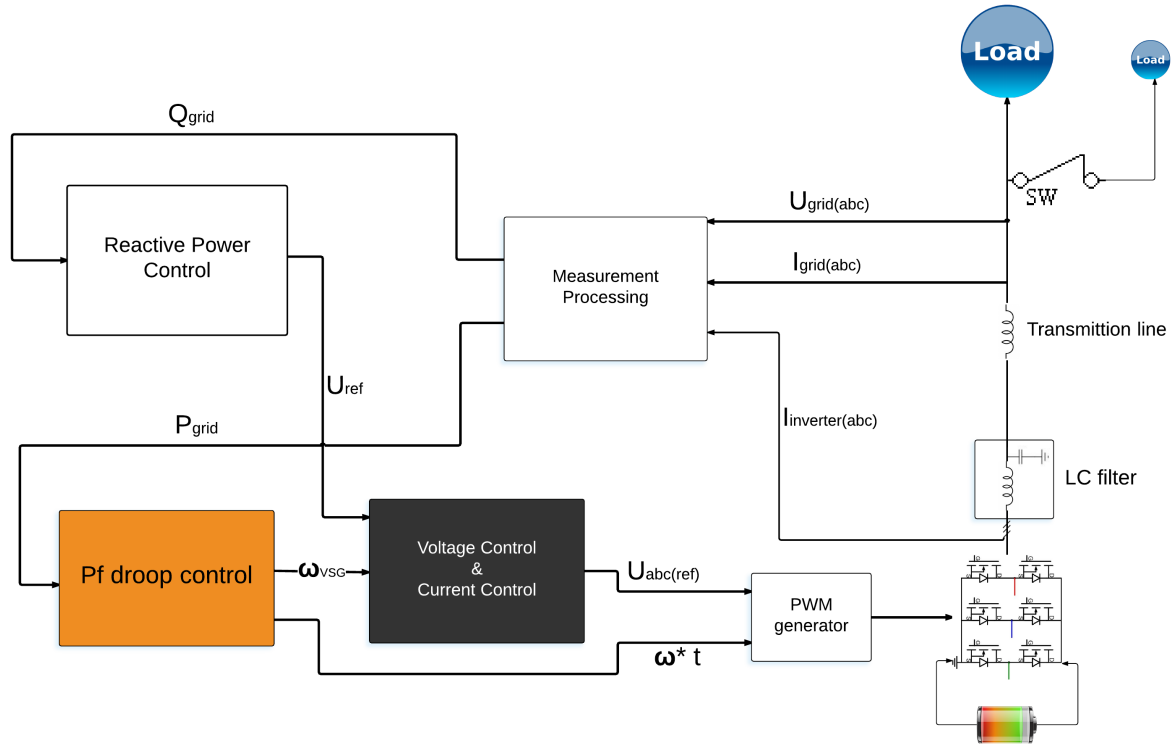 Load
Load
Qgrid
SW
Ugrid(abc)
Reactive Power
Control
Igrid(abc)
Measurement
Processing
Transmittion line
Uref
Pgrid
Iinverter(abc)
LC filter
Voltage Control
&
Current Control
Pf droop control
ωVSG
Uabc(ref)
PWM
generator
ω* t